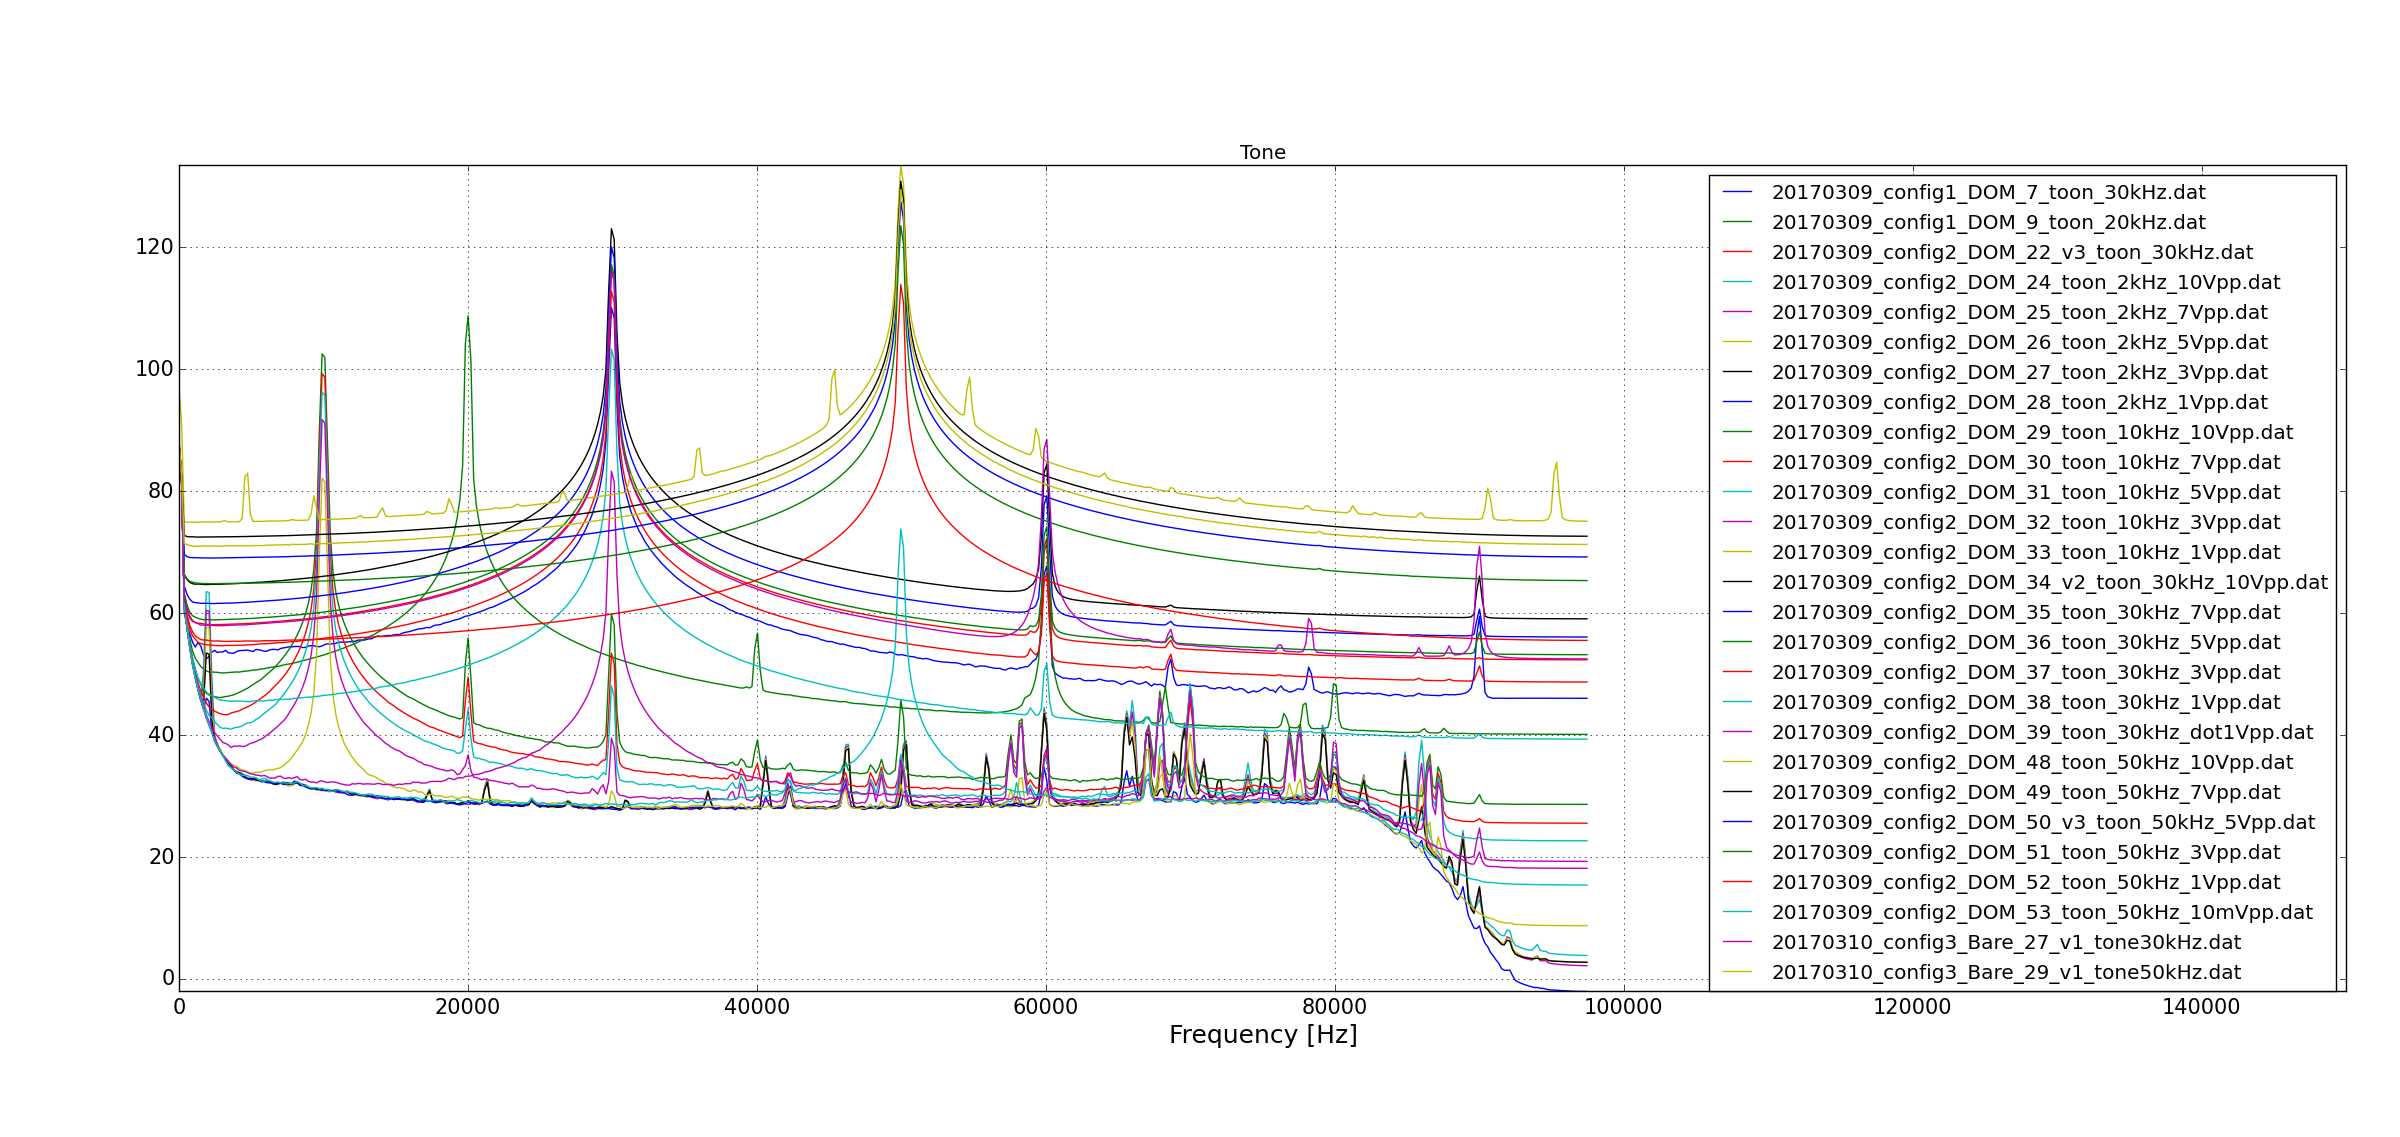 Tone
120
100
80
60
40
20
0
20170309_config1_DOM_7_toon_30kHz.dat
20170309_config1_DOM_9_toon_20kHz.dat
20170309_config2_DOM_22_v3_toon_30kHz.dat
20170309_config2_DOM_24_toon_2kHz_10Vpp.dat
20170309_config2_DOM_25_toon_2kHz_7Vpp.dat
20170309_config2_DOM_26_toon_2kHz_5Vpp.dat
20170309_config2_DOM_27_toon_2kHz_3Vpp.dat
20170309_config2_DOM_28_toon_2kHz_1Vpp.dat
20170309_config2_DOM_29_toon_10kHz_10Vpp.dat
20170309_config2_DOM_30_toon_10kHz_7Vpp.dat
20170309_config2_DOM_31_toon_10kHz_5Vpp.dat
20170309_config2_DOM_32_toon_10kHz_3Vpp.dat
20170309_config2_DOM_33_toon_10kHz_1Vpp.dat
20170309_config2_DOM_34_v2_toon_30kHz_10Vpp.dat
20170309_config2_DOM_35_toon_30kHz_7Vpp.dat
20170309_config2_DOM_36_toon_30kHz_5Vpp.dat
20170309_config2_DOM_37_toon_30kHz_3Vpp.dat
20170309_config2_DOM_38_toon_30kHz_1Vpp.dat
20170309_config2_DOM_39_toon_30kHz_dot1Vpp.dat
20170309_config2_DOM_48_toon_50kHz_10Vpp.dat
20170309_config2_DOM_49_toon_50kHz_7Vpp.dat
20170309_config2_DOM_50_v3_toon_50kHz_5Vpp.dat
20170309_config2_DOM_51_toon_50kHz_3Vpp.dat
20170309_config2_DOM_52_toon_50kHz_1Vpp.dat
20170309_config2_DOM_53_toon_50kHz_10mVpp.dat
20170310_config3_Bare_27_v1_tone30kHz.dat
20170310_config3_Bare_29_v1_tone50kHz.dat
0 20000 40000 60000 80000 100000 120000 140000
Frequency [Hz]